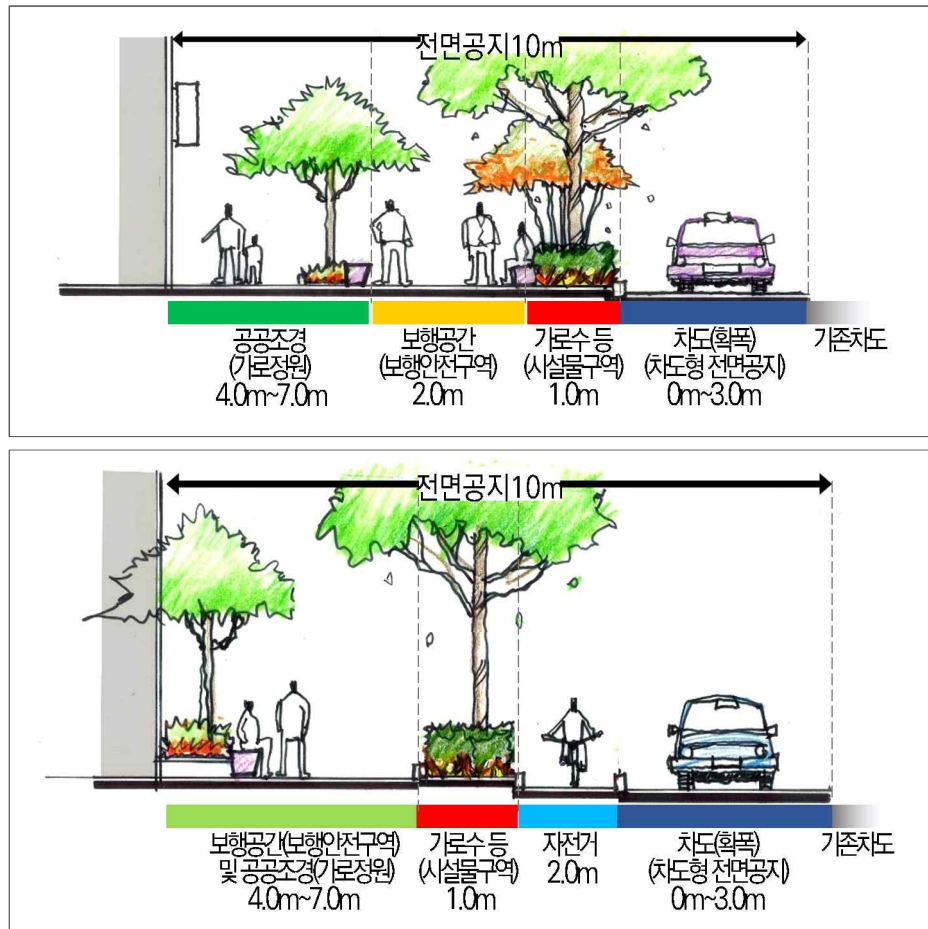 전면공지10m
공공조경
(가로정원)
4.0m~7.0m
보행공간
(보행안전구역)
2.0m
가로수 등
(시설물구역)
1.0m
차도(확폭)
(차도형 전면공지)
0m~3.0m
기존차도
전면공지10m
보행공간(보행안전구역)
및 공공조경(가로정원)
4.0m~7.0m
가로수 등
(시설물구역)
1.0m
자전거
2.0m
차도(확폭)
(차도형 전면공지)
0m~3.0m
기존차도